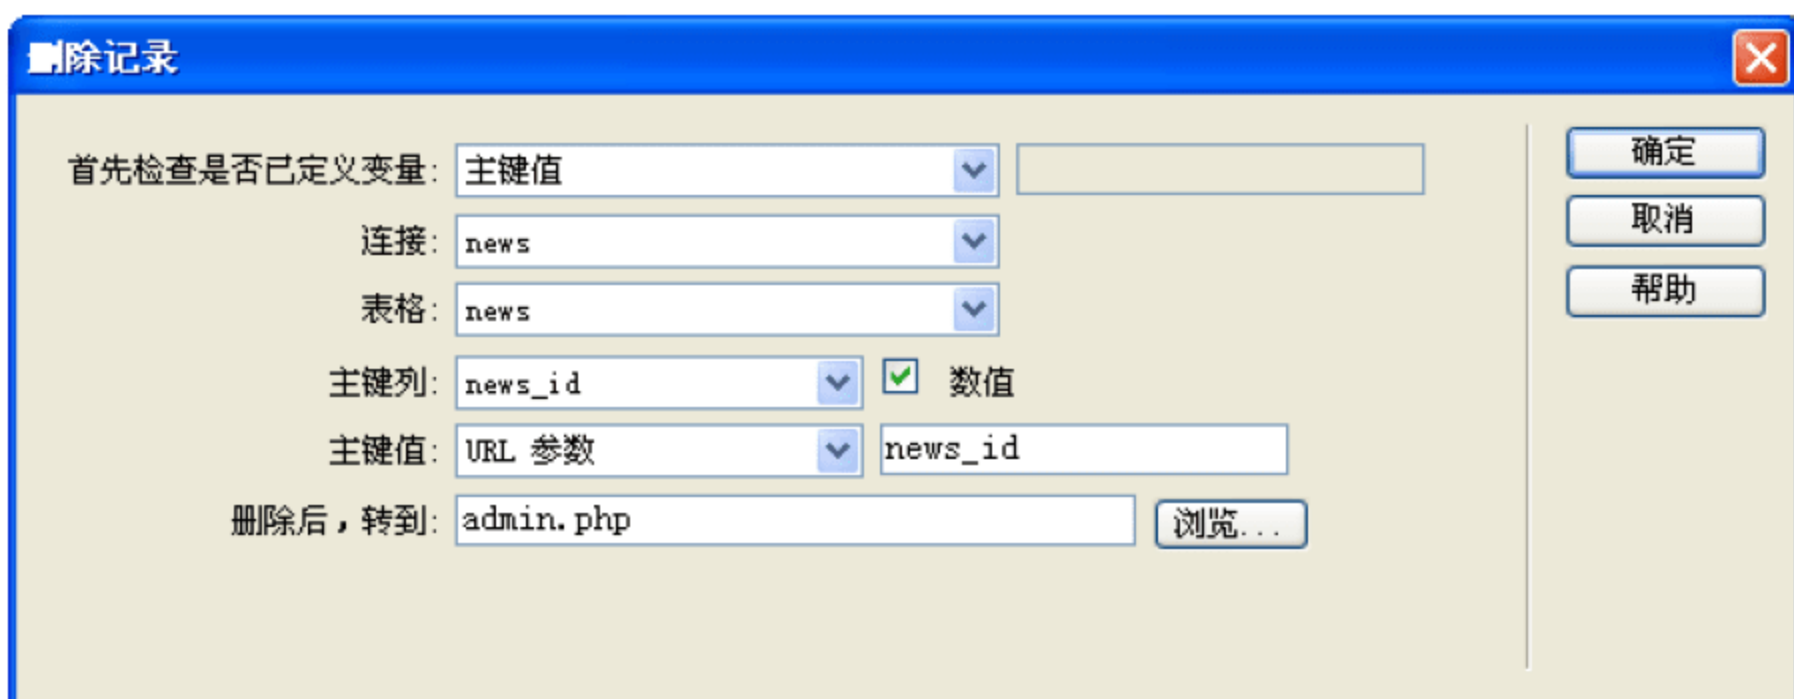 删除记录
首先检查是否已定义变量: 主键值
确定
连接: news
取消
表格: news
帮助
主键列: news_id 数值
主键值: URL 参数 news_id
删除后，转到: admin.php 浏览...